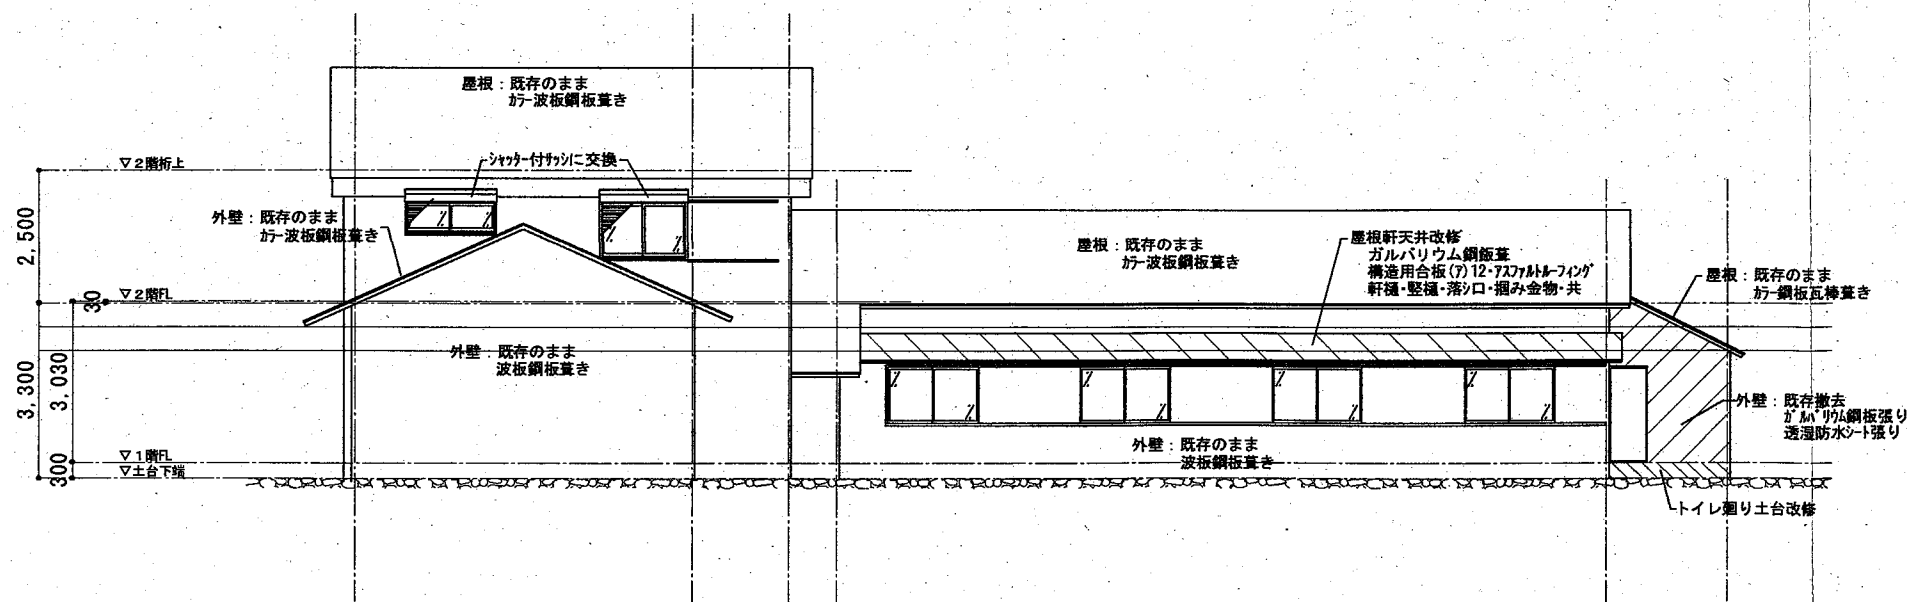 屋根：既存のまま
ｶﾗｰ波板鋼板葺き
▽２階桁上
ｼｬｯﾀｰ付ｻｯｼに交換
外壁：既存のまま
ｶﾗｰ波板鋼板葺き
2,500
屋根：既存のまま
ｶﾗｰ波板鋼板葺き
屋根軒天井改修
ガルバリウム鋼鈑葺
構造用合板(ｱ)12・ｱｽﾌｧﾙﾄﾙｰﾌｨﾝｸﾞ
軒樋・竪樋・落シ口・掴み金物・共
屋根：既存のまま
ｶﾗｰ鋼板瓦棒葺き
▽２階FL
30
外壁：既存のまま
波板鋼板葺き
3,300
3,030
外壁：既存撤去
ｶﾞﾙﾊﾞﾘｳﾑ鋼板張り
透湿防水ｼｰﾄ張り
外壁：既存のまま
波板鋼板葺き
▽１階FL
▽土台下端
300
トイレ廻り土台改修